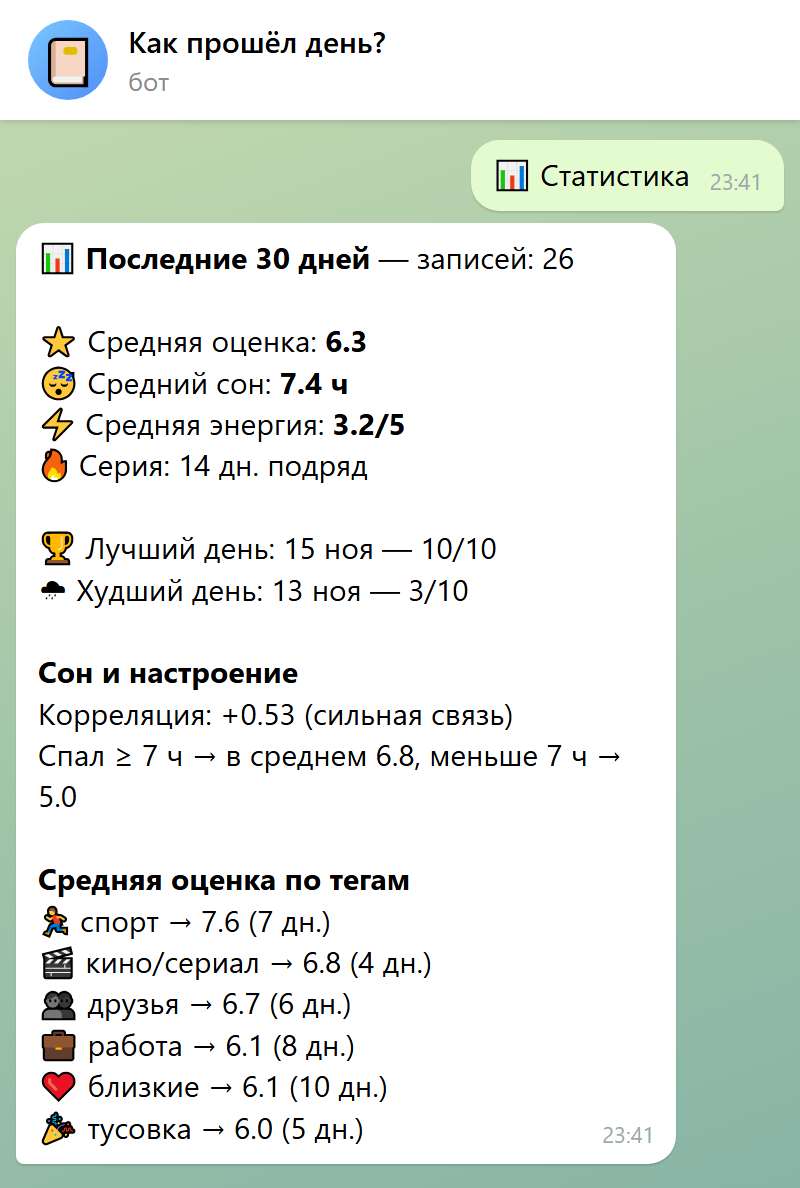 Как прошёл день?
бот
📊 Статистика 23:41
📊 Последние 30 дней — записей: 26
⭐ Средняя оценка: 6.3
😴 Средний сон: 7.4 ч
⚡ Средняя энергия: 3.2/5
🔥 Серия: 14 дн. подряд
🏆 Лучший день: 15 ноя — 10/10
🌧 Худший день: 13 ноя — 3/10
Сон и настроение
Корреляция: +0.53 (сильная связь)
Спал ≥ 7 ч → в среднем 6.8, меньше 7 ч →
5.0
Средняя оценка по тегам
🏃 спорт → 7.6 (7 дн.)
🎬 кино/сериал → 6.8 (4 дн.)
👥 друзья → 6.7 (6 дн.)
💼 работа → 6.1 (8 дн.)
❤️ близкие → 6.1 (10 дн.)
🎉 тусовка → 6.0 (5 дн.) 23:41